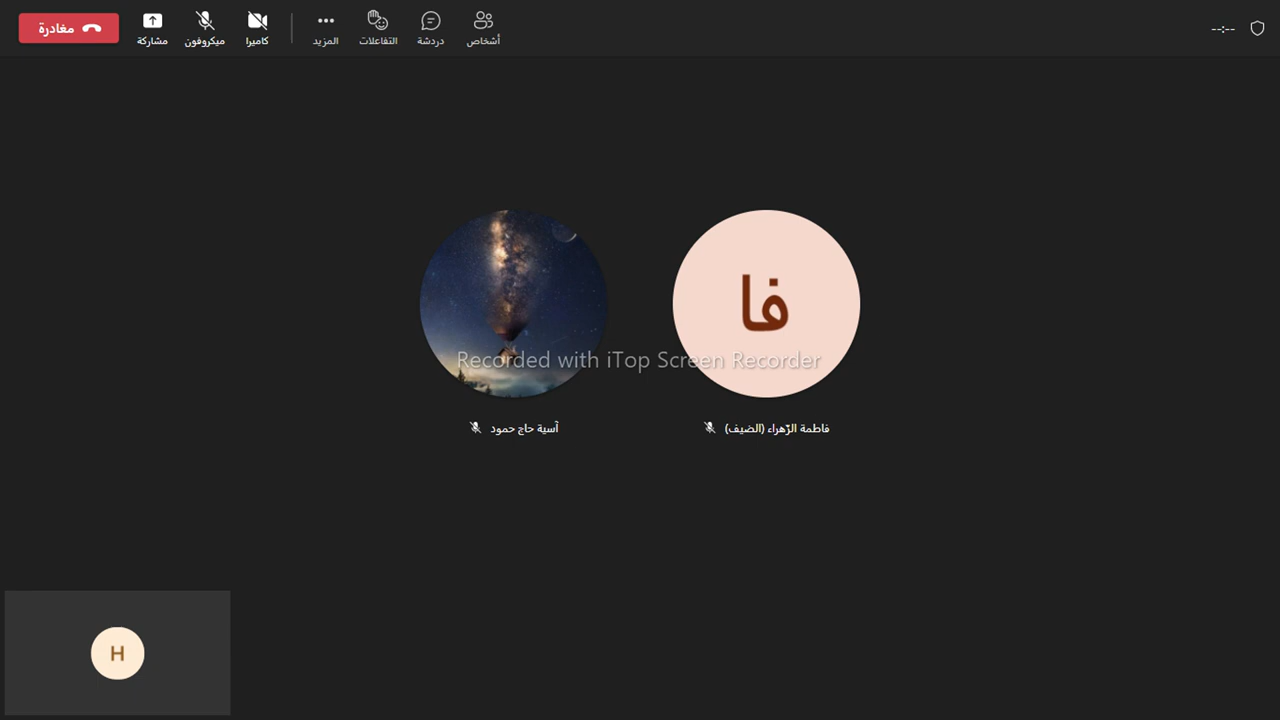 مغادرة
مشاركة
ميكروفون
كاميرا
المزيد
التفاعلات
دردشة
أشخاص
--:--
فا
Recorded with iTop Screen Recorder
آسية حاج حمود
فاطمة الزّهراء (الضيف)
H